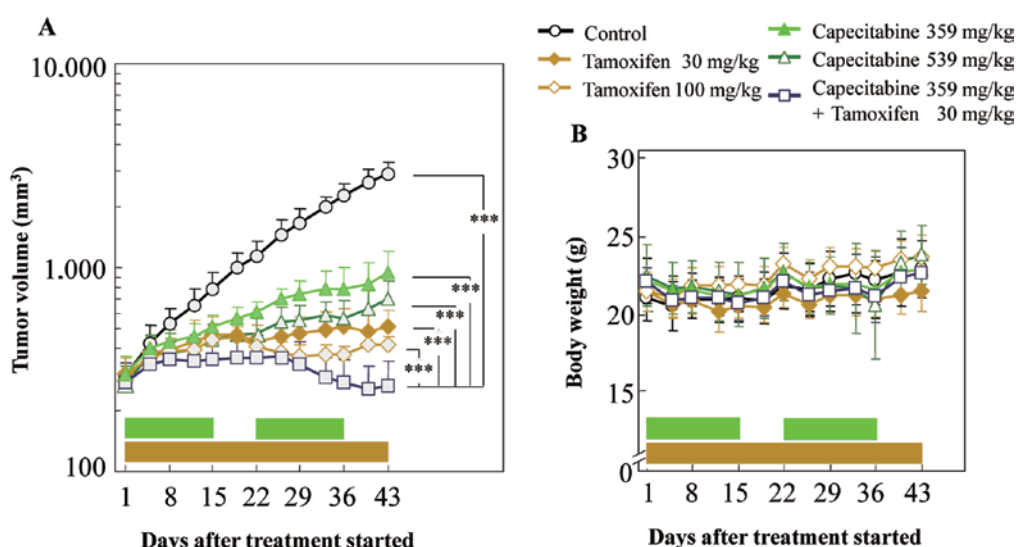 A
Control
Tamoxifen 30 mg/kg
Tamoxifen 100 mg/kg
Capecitabine 359 mg/kg
Capecitabine 539 mg/kg
Capecitabine 359 mg/kg
+ Tamoxifen 30 mg/kg
10.000
1.000
100
Tumor volume (mm³)
***
***
***
***
***
1 8 15 22 29 36 43
Days after treatment started
B
30
25
20
15
0
Body weight (g)
1 8 15 22 29 36 43
Days after treatment started